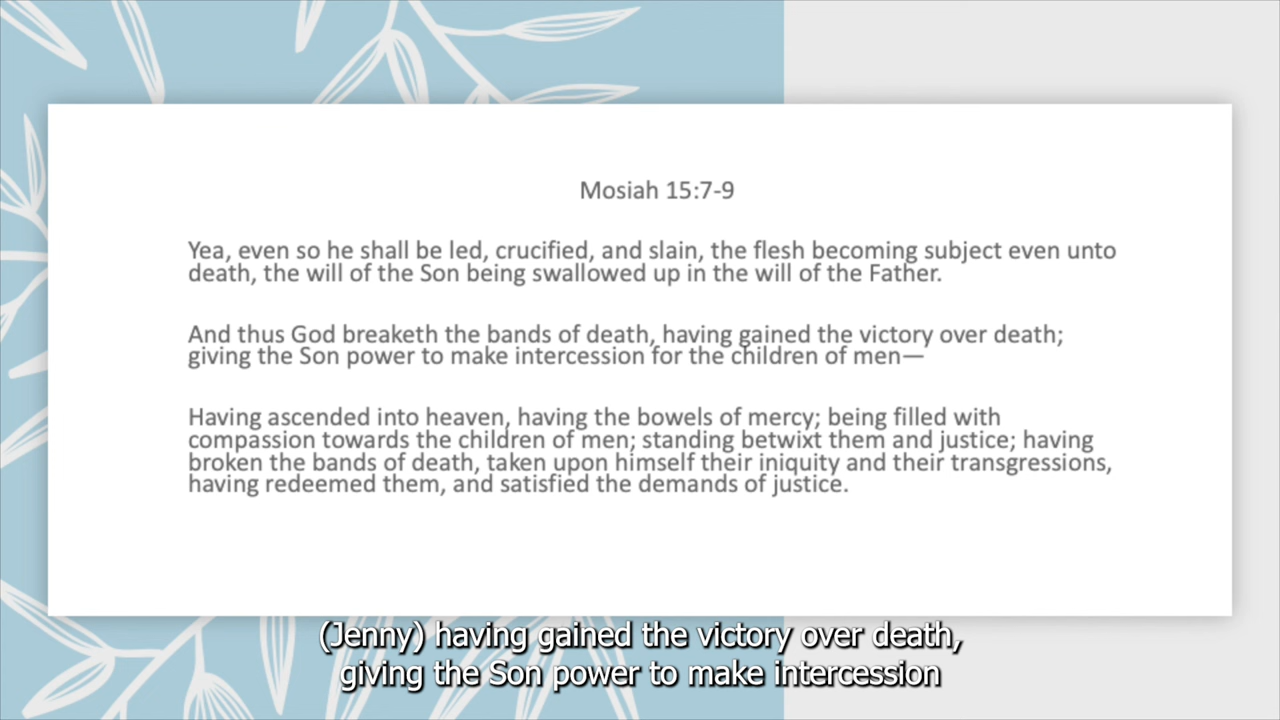 Mosiah 15:7-9
Yea, even so he shall be led, crucified, and slain, the flesh becoming subject even unto
death, the will of the Son being swallowed up in the will of the Father.
And thus God breaketh the bands of death, having gained the victory over death;
giving the Son power to make intercession for the children of men—
Having ascended into heaven, having the bowels of mercy; being filled with
compassion towards the children of men; standing betwixt them and justice; having
broken the bands of death, taken upon himself their iniquity and their transgressions,
having redeemed them, and satisfied the demands of justice.
(Jenny) having gained the victory over death,
giving the Son power to make intercession